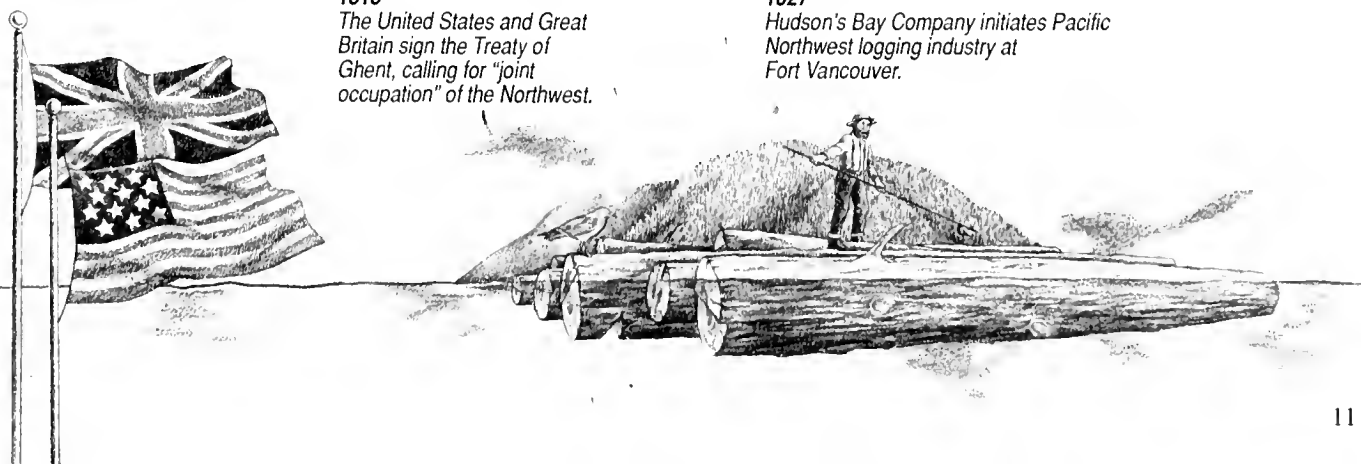 The United States and Great
Britain sign the Treaty of
Ghent, calling for "joint
occupation" of the Northwest.
Hudson's Bay Company initiates Pacific
Northwest logging industry at
Fort Vancouver.
11